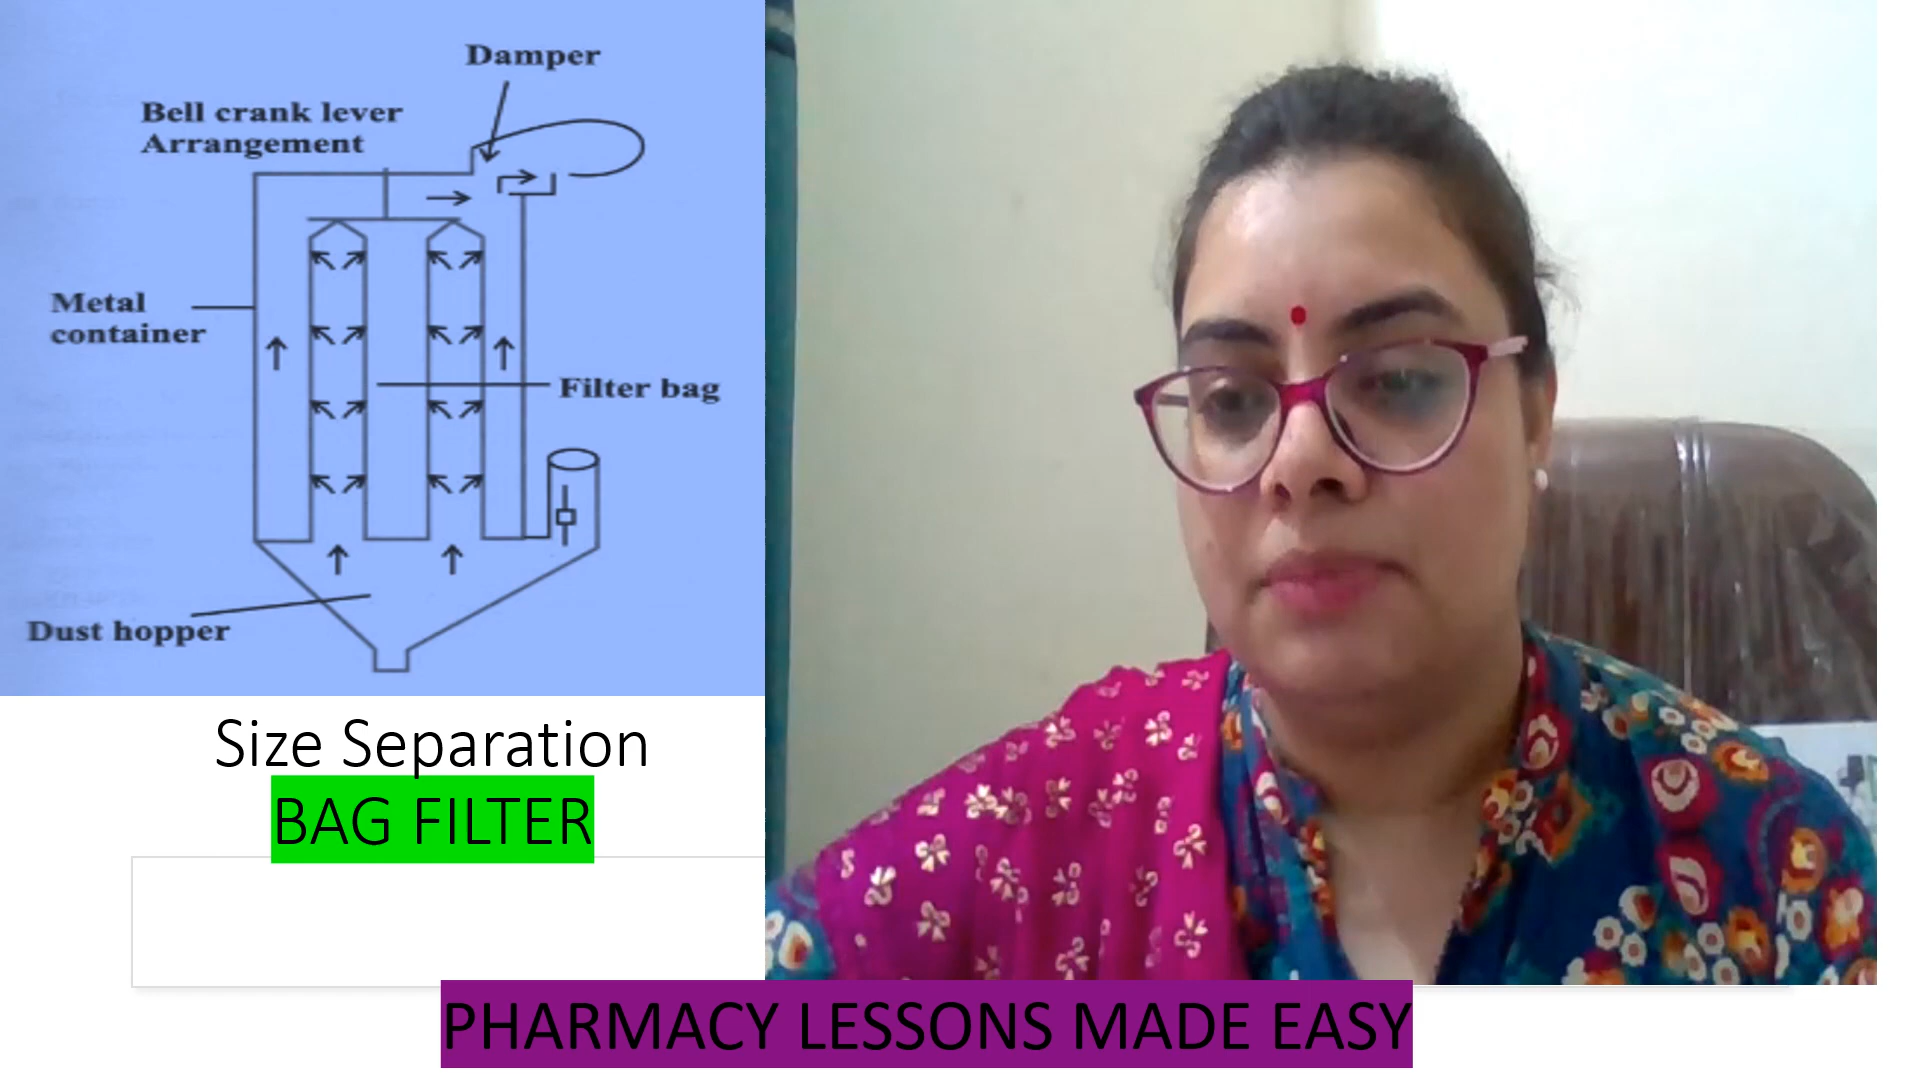 Damper
Bell crank lever
Arrangement
Metal
container
Filter bag
Dust hopper
Size Separation
BAG FILTER
PHARMACY LESSONS MADE EASY